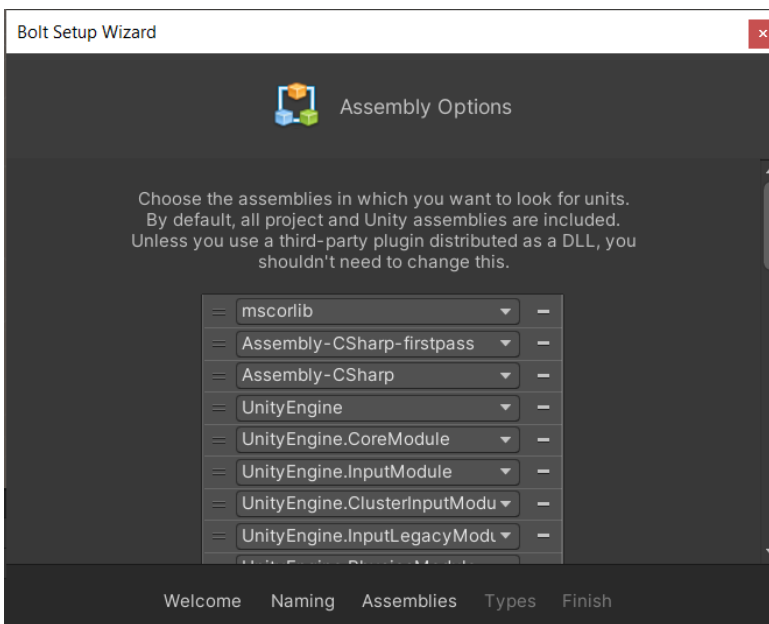 Bolt Setup Wizard
Assembly Options
Choose the assemblies in which you want to look for units.
By default, all project and Unity assemblies are included.
Unless you use a third-party plugin distributed as a DLL, you
shouldn't need to change this.
mscorlib
Assembly-CSharp-firstpass
Assembly-CSharp
UnityEngine
UnityEngine.CoreModule
UnityEngine.InputModule
UnityEngine.ClusterInputModu
UnityEngine.InputLegacyModu
Welcome Naming Assemblies Types Finish